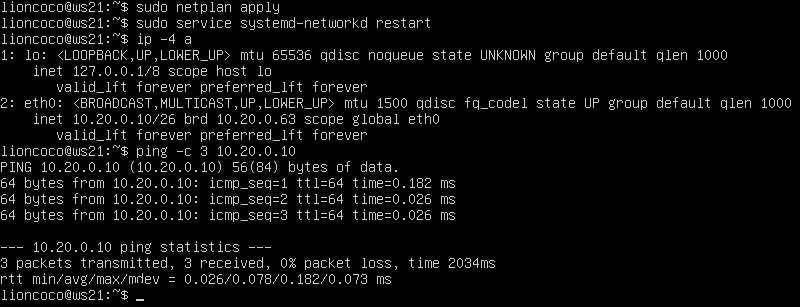 lioncoco@ws21:~$ sudo netplan apply
lioncoco@ws21:~$ sudo service systemd-networkd restart
lioncoco@ws21:~$ ip -4 a
1: lo: <LOOPBACK,UP,LOWER_UP> mtu 65536 qdisc noqueue state UNKNOWN group default qlen 1000
    inet 127.0.0.1/8 scope host lo
       valid_lft forever preferred_lft forever
2: eth0: <BROADCAST,MULTICAST,UP,LOWER_UP> mtu 1500 qdisc fq_codel state UP group default qlen 1000
    inet 10.20.0.10/26 brd 10.20.0.63 scope global eth0
       valid_lft forever preferred_lft forever
lioncoco@ws21:~$ ping -c 3 10.20.0.10
PING 10.20.0.10 (10.20.0.10) 56(84) bytes of data.
64 bytes from 10.20.0.10: icmp_seq=1 ttl=64 time=0.182 ms
64 bytes from 10.20.0.10: icmp_seq=2 ttl=64 time=0.026 ms
64 bytes from 10.20.0.10: icmp_seq=3 ttl=64 time=0.026 ms

--- 10.20.0.10 ping statistics ---
3 packets transmitted, 3 received, 0% packet loss, time 2034ms
rtt min/avg/max/mdev = 0.026/0.078/0.182/0.073 ms
lioncoco@ws21:~$ _